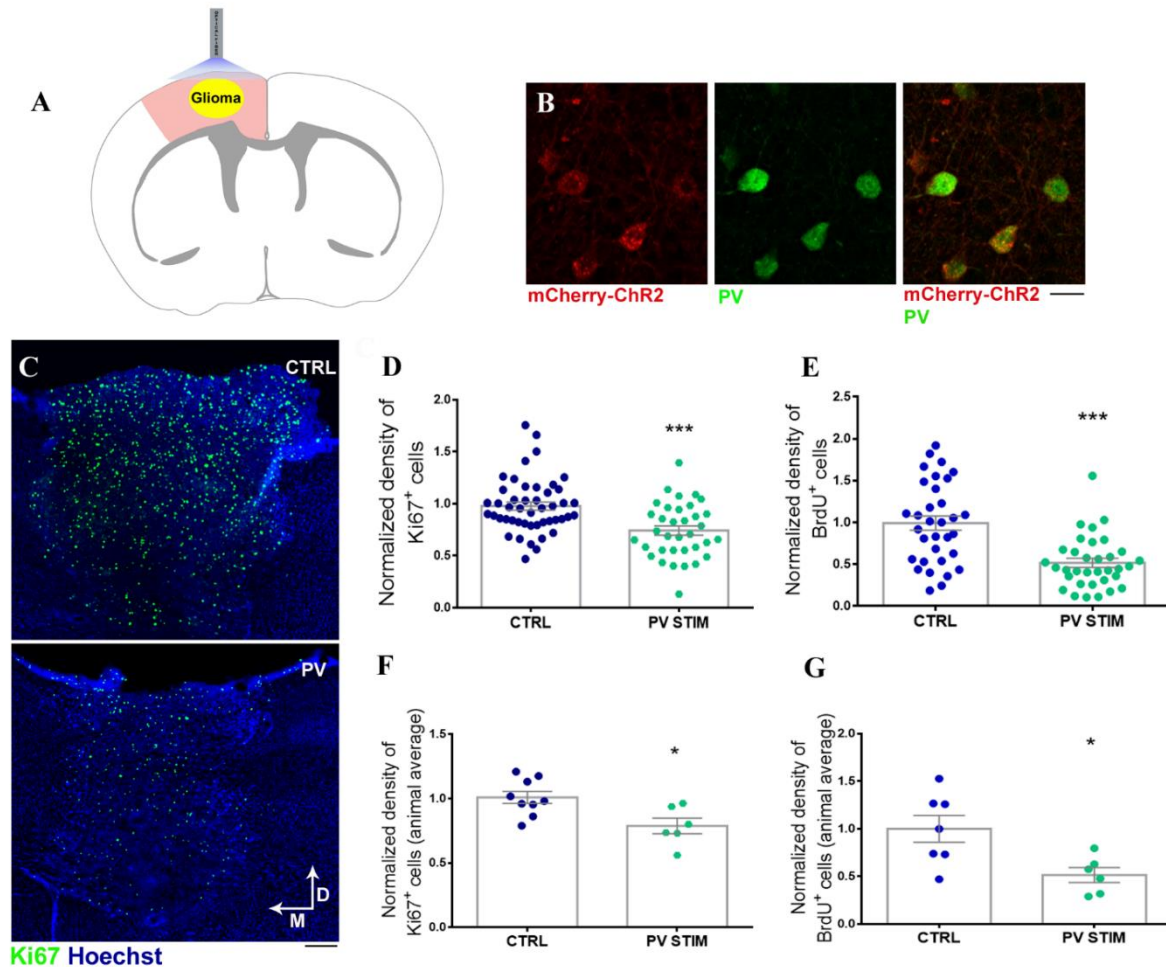 A
Glioma
B
mCherry-ChR2
PV
mCherry-ChR2
PV
C
CTRL
PV
D
M
Ki67 Hoechst
D
Normalized density of
Ki67+ cells
2.0
1.5
1.0
0.5
0.0
***
CTRL
PV STIM
E
Normalized density of
BrdU+ cells
2.5
2.0
1.5
1.0
0.5
0.0
***
CTRL
PV STIM
F
Normalized density of
Ki67+ cells (animal average)
1.5
1.0
0.5
0.0
*
CTRL
PV STIM
G
Normalized density of
BrdU+ cells (animal average)
2.0
1.5
1.0
0.5
0.0
*
CTRL
PV STIM